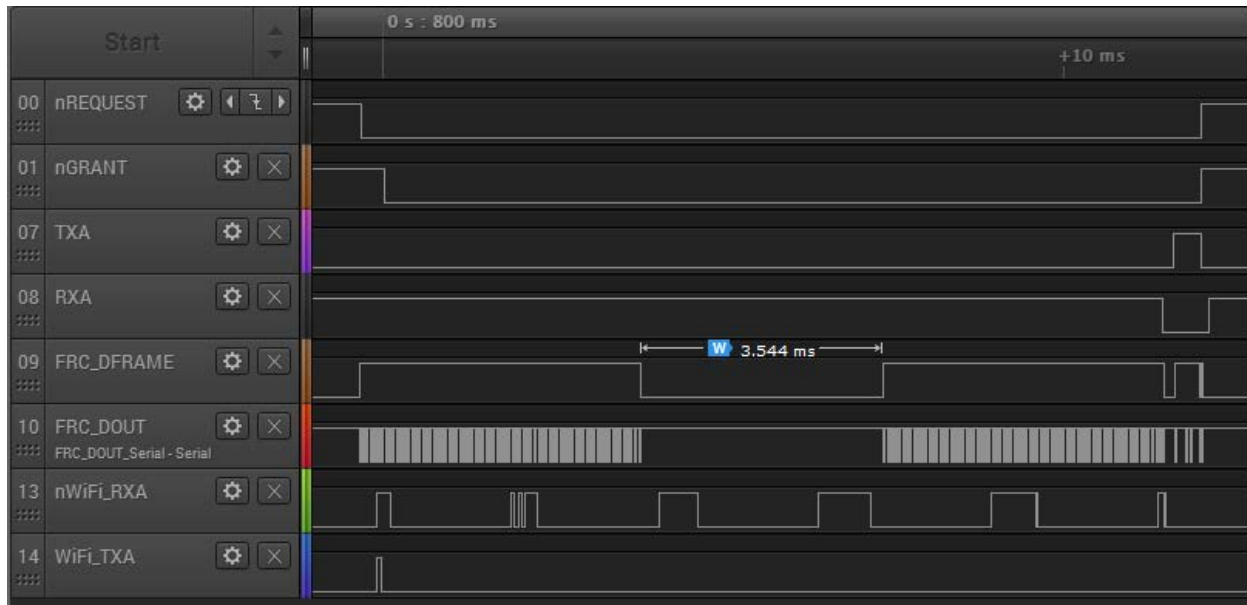 Start
0 s : 800 ms
+10 ms
00 nREQUEST
01 nGRANT
07 TXA
08 RXA
09 FRC_DFRAME
W 3.544 ms
10 FRC_DOUT
FRC_DOUT_Serial - Serial
13 nWiFi_RXA
14 WiFi_TXA